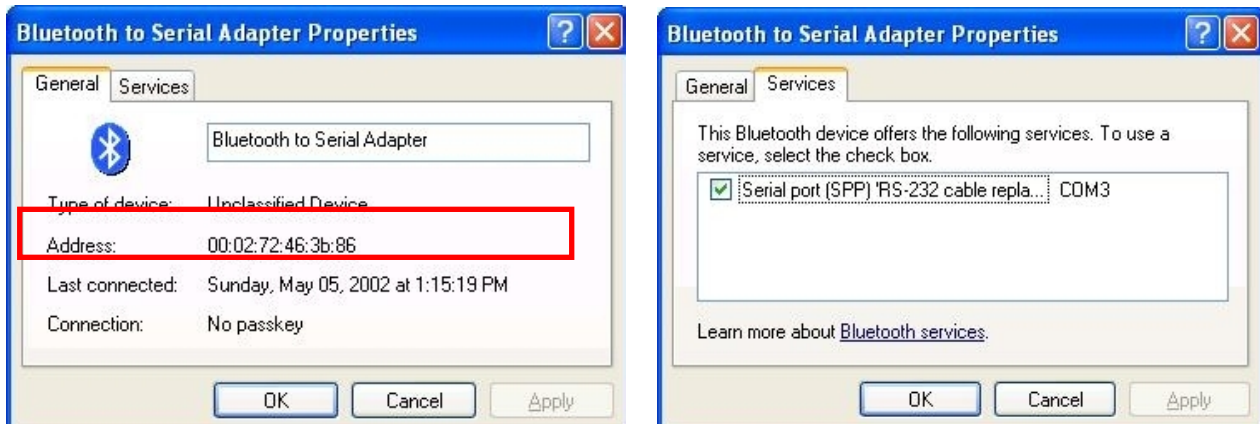 Bluetooth to Serial Adapter Properties
General Services
Bluetooth to Serial Adapter
Type of device: Unclassified Device
Address: 00:02:72:46:3b:86
Last connected: Sunday, May 05, 2002 at 1:15:19 PM
Connection: No passkey
OK Cancel Apply
Bluetooth to Serial Adapter Properties
General Services
This Bluetooth device offers the following services. To use a
service, select the check box.
Serial port (SPP) 'RS-232 cable repla... COM3
Learn more about Bluetooth services.
OK Cancel Apply